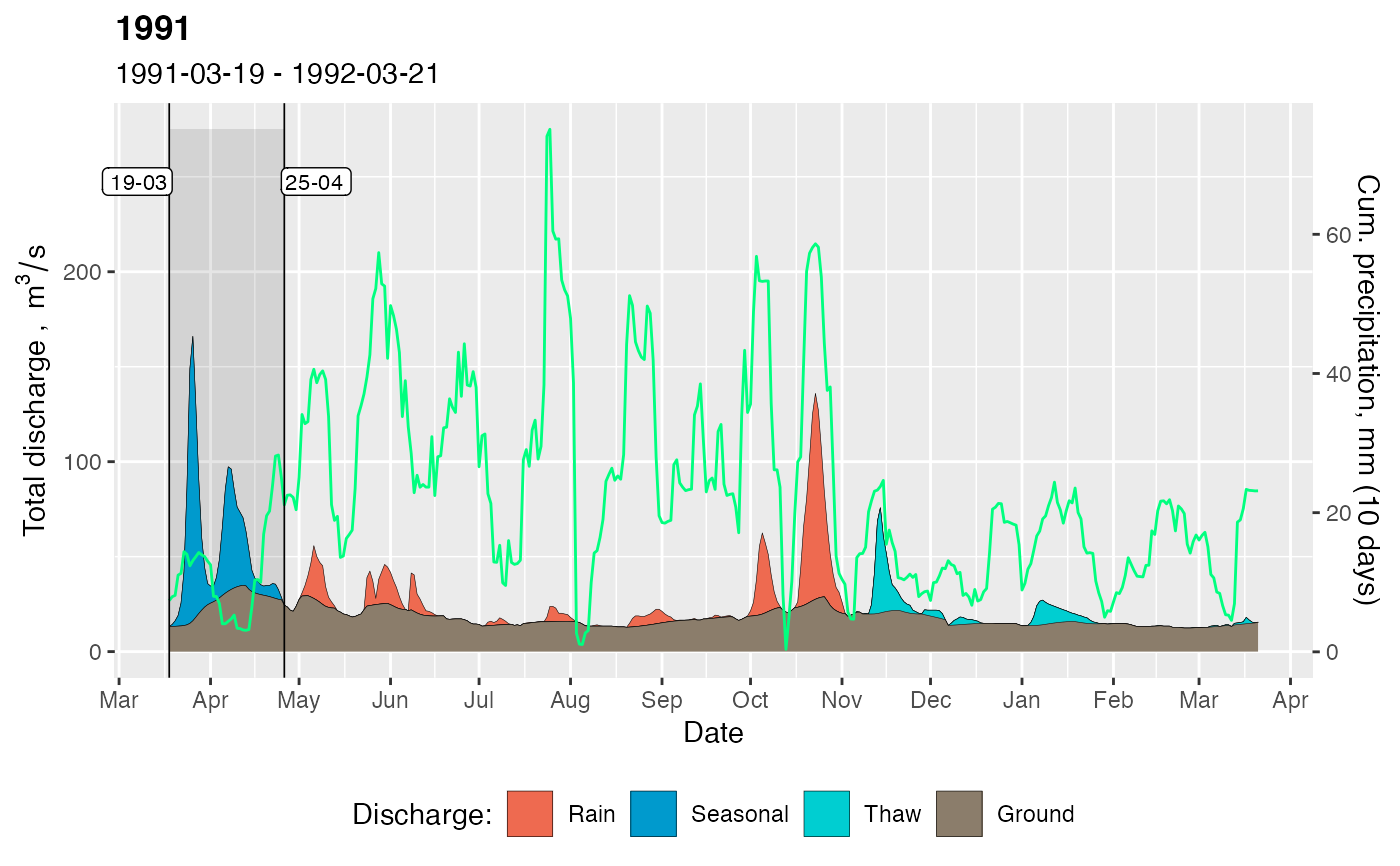 1991
1991-03-19 - 1992-03-21
19-03
25-04
Total discharge , m³/s
0
100
200
Cum. precipitation, mm (10 days)
0
20
40
60
Mar Apr May Jun Jul Aug Sep Oct Nov Dec Jan Feb Mar Apr
Date
Discharge: Rain Seasonal Thaw Ground